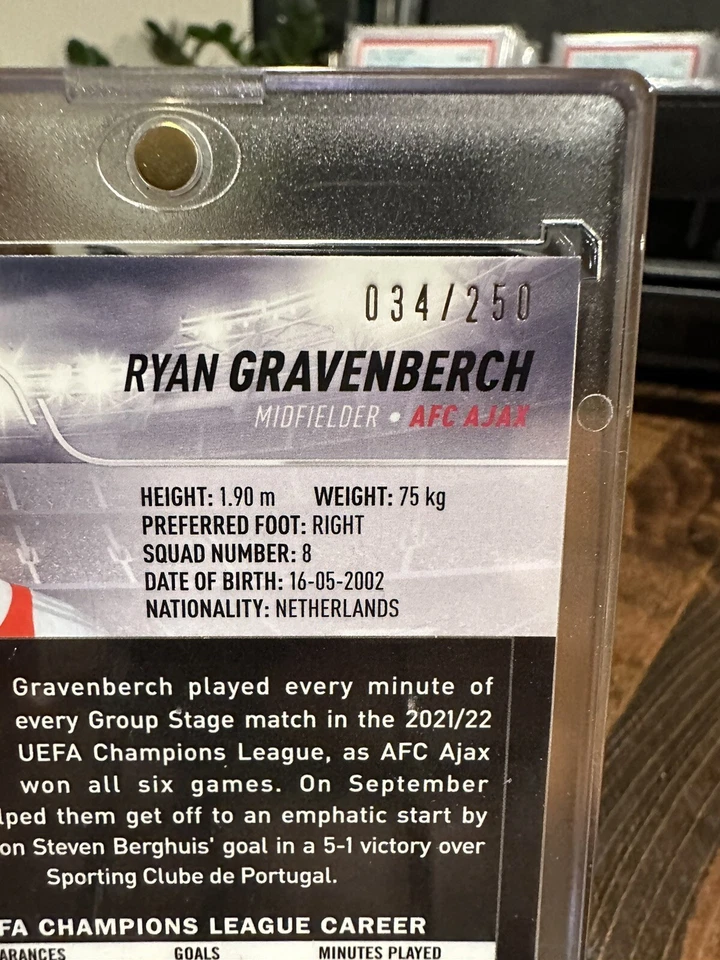 034/250
RYAN GRAVENBERCH
MIDFIELDER • AFC AJAX
HEIGHT: 1.90 m WEIGHT: 75 kg
PREFERRED FOOT: RIGHT
SQUAD NUMBER: 8
DATE OF BIRTH: 16-05-2002
NATIONALITY: NETHERLANDS
Gravenberch played every minute of
every Group Stage match in the 2021/22
UEFA Champions League, as AFC Ajax
won all six games. On September
lped them get off to an emphatic start by
on Steven Berghuis' goal in a 5-1 victory over
Sporting Clube de Portugal.
FA CHAMPIONS LEAGUE CAREER
ARANCES GOALS MINUTES PLAYED